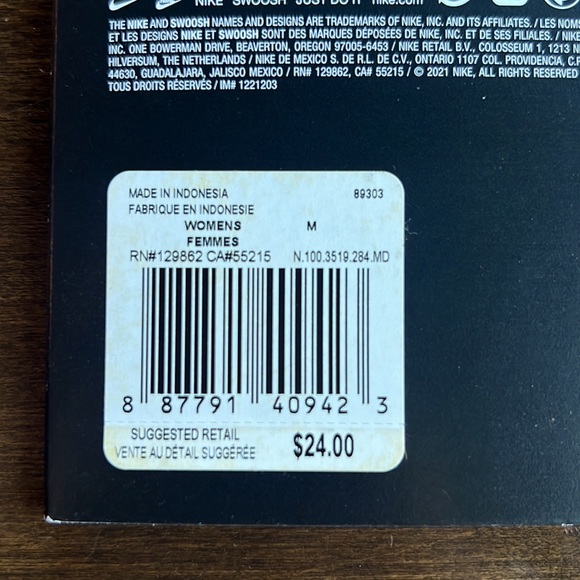 NIKE SWOOSH JUST DO IT nike.com
THE NIKE AND SWOOSH NAMES AND DESIGNS ARE TRADEMARKS OF NIKE, INC. AND ITS AFFILIATES. / LES NOMS
ET LES DESIGNS NIKE ET SWOOSH SONT DES MARQUES DÉPOSÉES DE NIKE, INC. ET DE SES FILIALES. /
INC. ONE BOWERMAN DRIVE, BEAVERTON, OREGON 97005-6453 / NIKE RETAIL B.V., COLOSSEUM 1, 1213
HILVERSUM, THE NETHERLANDS / NIKE DE MEXICO S. DE R.L. DE C.V., ONTARIO 1107 COL. PROVIDENCIA, C.P.
44630, GUADALAJARA, JALISCO MEXICO / RN# 129862, CA# 55215 / © 2021 NIKE, ALL RIGHTS RESERVED
TOUS DROITS RÉSERVÉS / IM# 1221203
MADE IN INDONESIA 89303
FABRIQUE EN INDONESIE
WOMENS M
FEMMES
RN#129862 CA#55215 N.100.3519.284.MD
8 87791 40942 3
SUGGESTED RETAIL
VENTE AU DÉTAIL SUGGÉRÉE $24.00